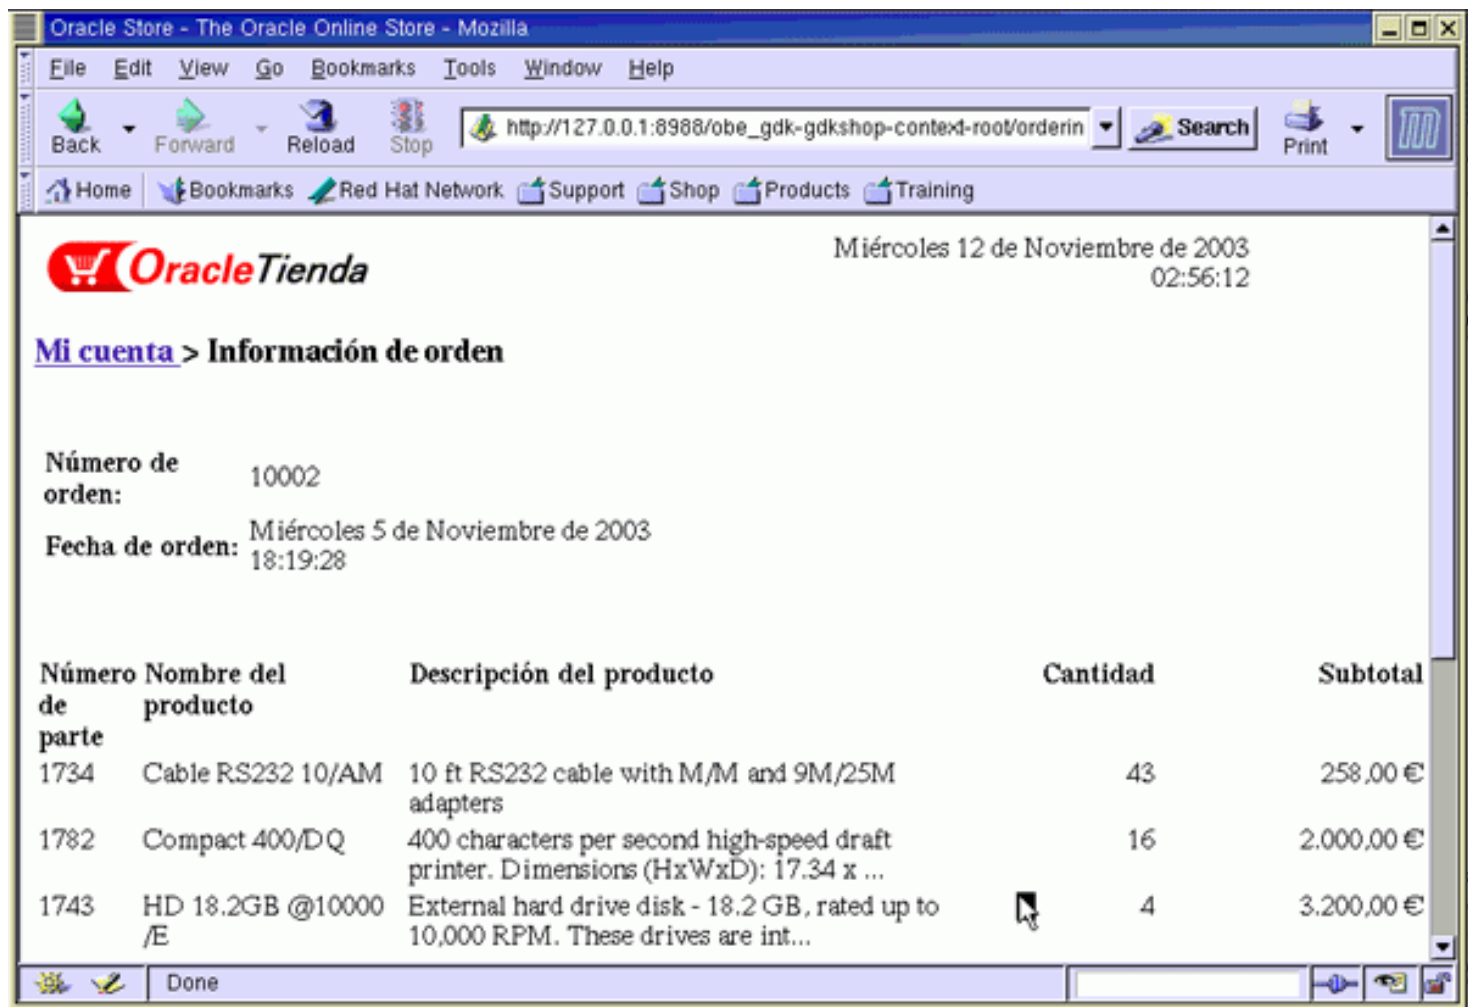 Oracle Store - The Oracle Online Store - Mozilla
File Edit View Go Bookmarks Tools Window Help
Back Forward Reload Stop http://127.0.0.1:8988/obe_gdk-gdkshop-context-root/orderin Search Print
Home Bookmarks Red Hat Network Support Shop Products Training
OracleTienda
Miércoles 12 de Noviembre de 2003
02:56:12
Mi cuenta > Información de orden
Número de
orden:
10002
Fecha de orden:
Miércoles 5 de Noviembre de 2003
18:19:28
Número Nombre del Descripción del producto Cantidad Subtotal
de producto
parte
1734 Cable RS232 10/AM 10 ft RS232 cable with M/M and 9M/25M 43 258,00 €
adapters
1782 Compact 400/DQ 400 characters per second high-speed draft 16 2.000,00 €
printer. Dimensions (HxWxD): 17.34 x ...
1743 HD 18.2GB @10000 External hard drive disk - 18.2 GB, rated up to 4 3.200,00 €
/E 10,000 RPM. These drives are int...
Done